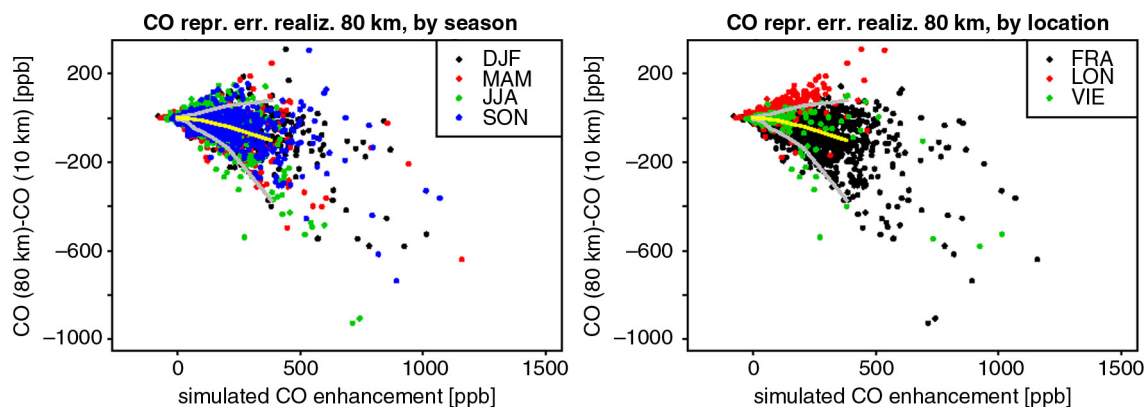 CO repr. err. realiz. 80 km, by season
CO (80 km)-CO (10 km) [ppb]
200
−200
−600
−1000
DJF
MAM
JJA
SON
0
500
1000
1500
simulated CO enhancement [ppb]
CO repr. err. realiz. 80 km, by location
CO (80 km)-CO (10 km) [ppb]
200
−200
−600
−1000
FRA
LON
VIE
0
500
1000
1500
simulated CO enhancement [ppb]